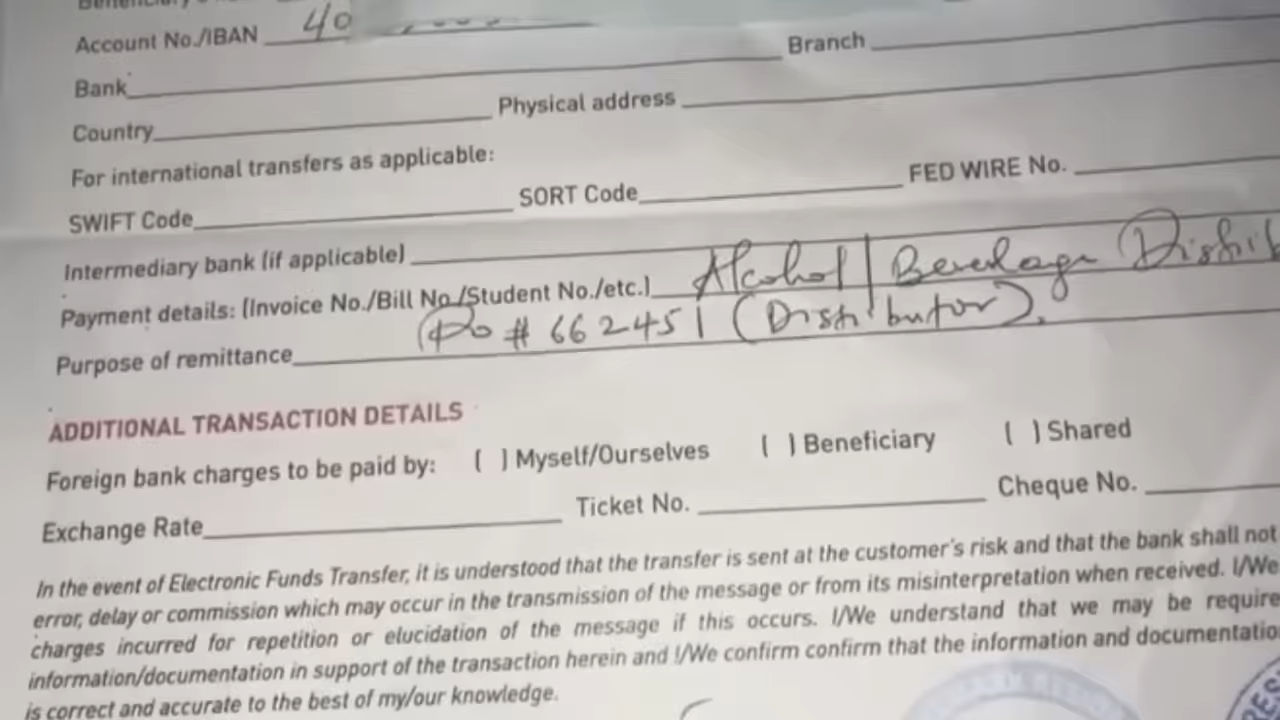 Account No./IBAN 40
Bank Branch
Country Physical address
For international transfers as applicable:
SWIFT Code SORT Code FED WIRE No.
Intermediary bank (if applicable)
Payment details: (Invoice No./Bill No./Student No./etc.) Alcohol | Beverage
Purpose of remittance Po # 662451 (Distributor).
ADDITIONAL TRANSACTION DETAILS
Foreign bank charges to be paid by: ( ) Myself/Ourselves ( ) Beneficiary ( ) Shared
Exchange Rate Ticket No. Cheque No.
In the event of Electronic Funds Transfer, it is understood that the transfer is sent at the customer's risk and that the bank shall not
error, delay or commission which may occur in the transmission of the message or from its misinterpretation when received. I/We
charges incurred for repetition or elucidation of the message if this occurs. I/We understand that we may be require
information/documentation in support of the transaction herein and I/We confirm confirm that the information and documentatio
is correct and accurate to the best of my/our knowledge.